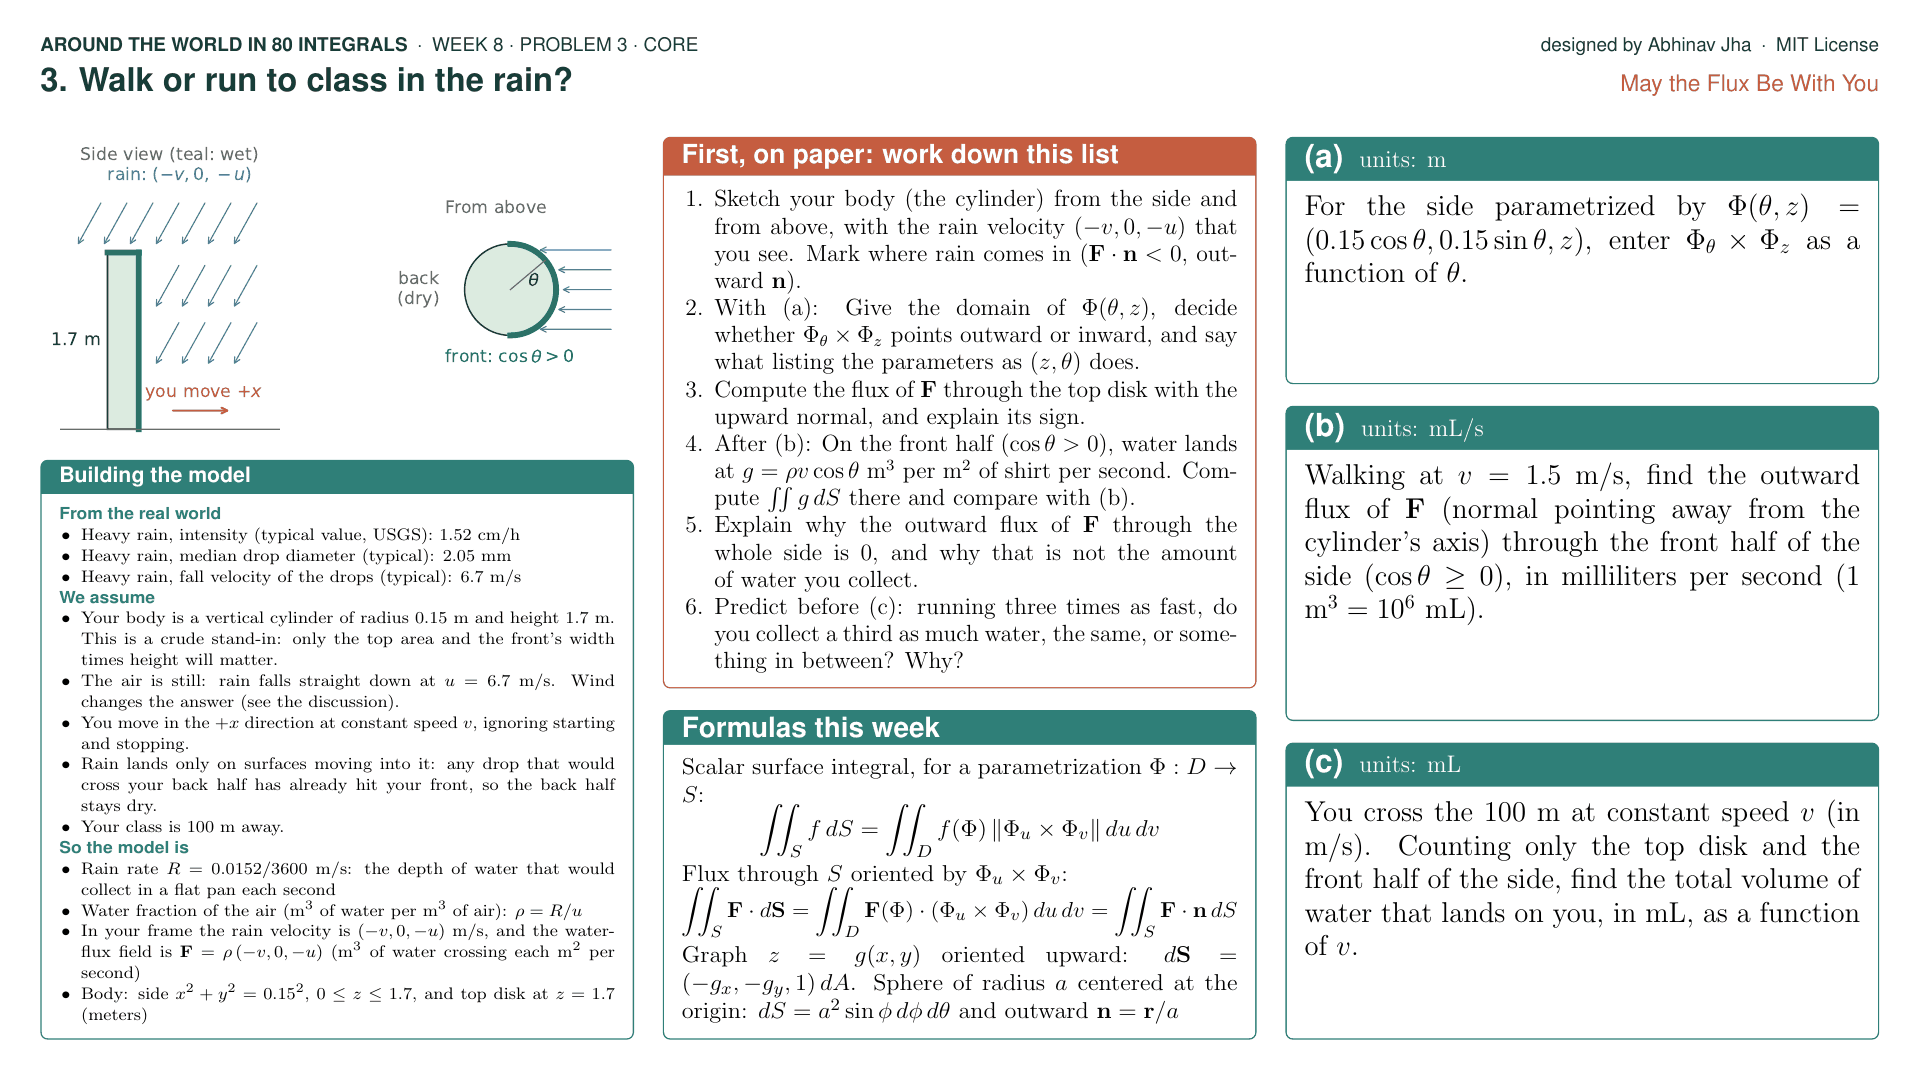 AROUND THE WORLD IN 80 INTEGRALS · WEEK 8 · PROBLEM 3 · CORE
designed by Abhinav Jha · MIT License
3. Walk or run to class in the rain?
May the Flux Be With You
Side view (teal: wet)
rain: (−v, 0, −u)
1.7 m
you move +x
From above
back
(dry)
θ
front: cos θ > 0
Building the model
From the real world
• Heavy rain, intensity (typical value, USGS): 1.52 cm/h
• Heavy rain, median drop diameter (typical): 2.05 mm
• Heavy rain, fall velocity of the drops (typical): 6.7 m/s
We assume
• Your body is a vertical cylinder of radius 0.15 m and height 1.7 m.
This is a crude stand-in: only the top area and the front's width
times height will matter.
• The air is still: rain falls straight down at u = 6.7 m/s. Wind
changes the answer (see the discussion).
• You move in the +x direction at constant speed v, ignoring starting
and stopping.
• Rain lands only on surfaces moving into it: any drop that would
cross your back half has already hit your front, so the back half
stays dry.
• Your class is 100 m away.
So the model is
• Rain rate R = 0.0152/3600 m/s: the depth of water that would
collect in a flat pan each second
• Water fraction of the air (m³ of water per m³ of air): ρ = R/u
• In your frame the rain velocity is (−v, 0, −u) m/s, and the water-
flux field is F = ρ (−v, 0, −u) (m³ of water crossing each m² per
second)
• Body: side x² + y² = 0.15², 0 ≤ z ≤ 1.7, and top disk at z = 1.7
(meters)
First, on paper: work down this list
1. Sketch your body (the cylinder) from the side and
from above, with the rain velocity (−v, 0, −u) that
you see. Mark where rain comes in (F · n < 0, out-
ward n).
2. With (a): Give the domain of Φ(θ, z), decide
whether Φ_θ × Φ_z points outward or inward, and say
what listing the parameters as (z, θ) does.
3. Compute the flux of F through the top disk with the
upward normal, and explain its sign.
4. After (b): On the front half (cos θ > 0), water lands
at g = ρv cos θ m³ per m² of shirt per second. Com-
pute ∬ g dS there and compare with (b).
5. Explain why the outward flux of F through the
whole side is 0, and why that is not the amount
of water you collect.
6. Predict before (c): running three times as fast, do
you collect a third as much water, the same, or some-
thing in between? Why?
Formulas this week
Scalar surface integral, for a parametrization Φ : D →
S:
∬_S f dS = ∬_D f(Φ) ‖Φ_u × Φ_v‖ du dv
Flux through S oriented by Φ_u × Φ_v:
∬_S F · dS = ∬_D F(Φ) · (Φ_u × Φ_v) du dv = ∬_S F · n dS
Graph z = g(x, y) oriented upward: dS =
(−g_x, −g_y, 1) dA. Sphere of radius a centered at the
origin: dS = a² sin ϕ dϕ dθ and outward n = r/a
(a) units: m
For the side parametrized by Φ(θ, z) =
(0.15 cos θ, 0.15 sin θ, z), enter Φ_θ × Φ_z as a
function of θ.
(b) units: mL/s
Walking at v = 1.5 m/s, find the outward
flux of F (normal pointing away from the
cylinder's axis) through the front half of the
side (cos θ ≥ 0), in milliliters per second (1
m³ = 10⁶ mL).
(c) units: mL
You cross the 100 m at constant speed v (in
m/s). Counting only the top disk and the
front half of the side, find the total volume of
water that lands on you, in mL, as a function
of v.